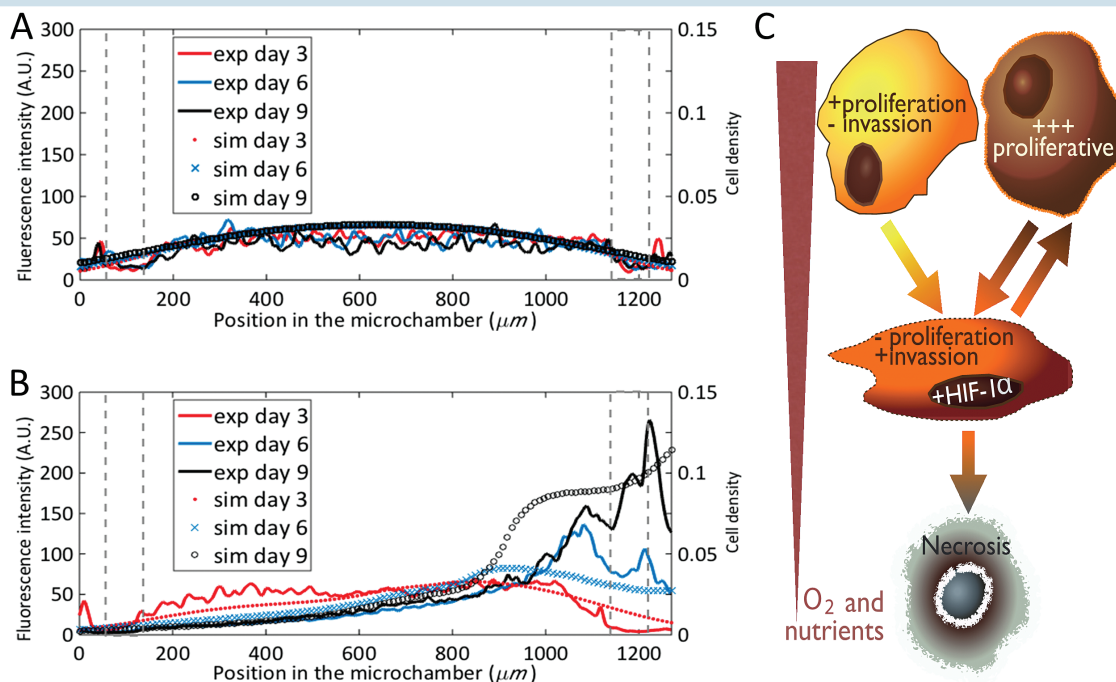 A
300
250
200
150
100
50
0
Fluorescence intensity (A.U.)
exp day 3
exp day 6
exp day 9
sim day 3
sim day 6
sim day 9
0.15
0.1
0.05
0
Cell density
0
200
400
600
800
1000
1200
Position in the microchamber (μm)
B
300
250
200
150
100
50
0
Fluorescence intensity (A.U.)
exp day 3
exp day 6
exp day 9
sim day 3
sim day 6
sim day 9
0.15
0.1
0.05
0
Cell density
0
200
400
600
800
1000
1200
Position in the microchamber (μm)
C
+proliferation
- invassion
+++
proliferative
- proliferation
+invassion
+HIF-1α
Necrosis
O2 and
nutrients